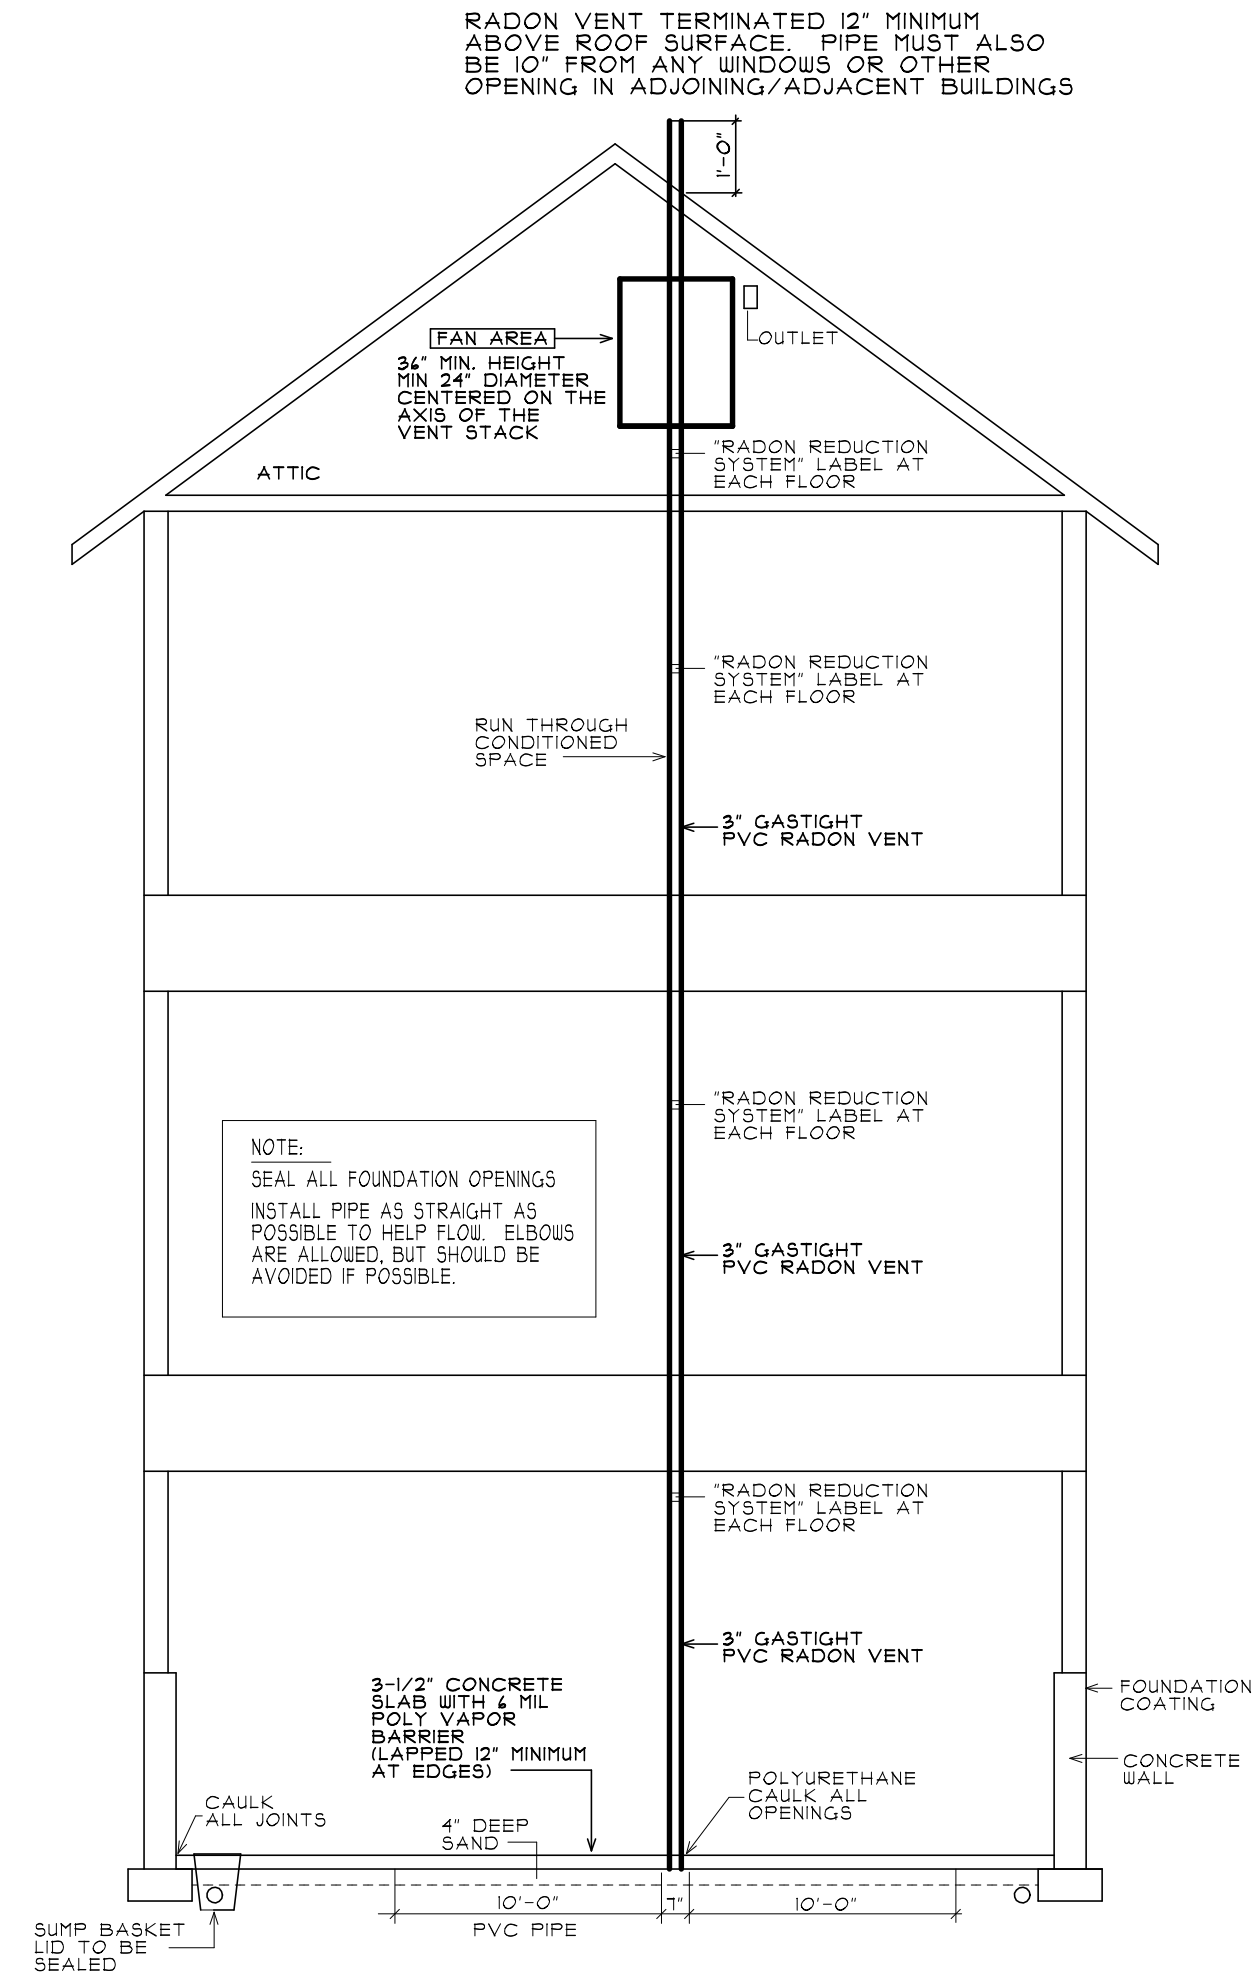 RADON VENT TERMINATED 12" MINIMUM
ABOVE ROOF SURFACE. PIPE MUST ALSO
BE 10" FROM ANY WINDOWS OR OTHER
OPENING IN ADJOINING/ADJACENT BUILDINGS
1'-0"
FAN AREA
OUTLET
36" MIN. HEIGHT
MIN 24" DIAMETER
CENTERED ON THE
AXIS OF THE
VENT STACK
"RADON REDUCTION
SYSTEM" LABEL AT
EACH FLOOR
ATTIC
"RADON REDUCTION
SYSTEM" LABEL AT
EACH FLOOR
RUN THROUGH
CONDITIONED
SPACE
3" GASTIGHT
PVC RADON VENT
"RADON REDUCTION
SYSTEM" LABEL AT
EACH FLOOR
NOTE:
SEAL ALL FOUNDATION OPENINGS
INSTALL PIPE AS STRAIGHT AS
POSSIBLE TO HELP FLOW. ELBOWS
ARE ALLOWED, BUT SHOULD BE
AVOIDED IF POSSIBLE.
3" GASTIGHT
PVC RADON VENT
"RADON REDUCTION
SYSTEM" LABEL AT
EACH FLOOR
3" GASTIGHT
PVC RADON VENT
3-1/2" CONCRETE
SLAB WITH 6 MIL
POLY VAPOR
BARRIER
(LAPPED 12" MINIMUM
AT EDGES)
FOUNDATION
COATING
CONCRETE
WALL
POLYURETHANE
CAULK ALL
OPENINGS
CAULK
ALL JOINTS
4" DEEP
SAND
10'-0"
7"
10'-0"
PVC PIPE
SUMP BASKET
LID TO BE
SEALED